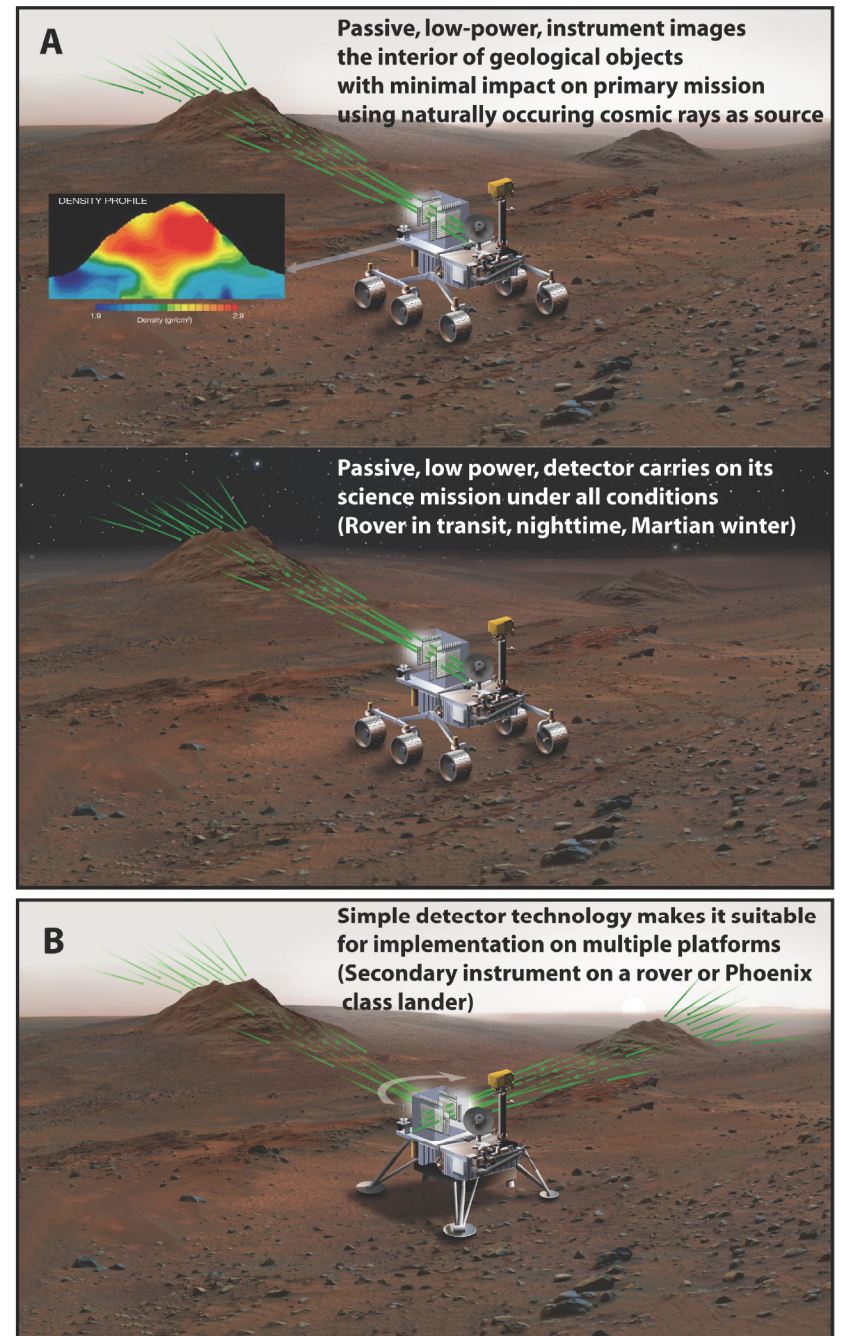 A
Passive, low-power, instrument images
the interior of geological objects
with minimal impact on primary mission
using naturally occuring cosmic rays as source
DENSITY PROFILE
1.9
Density (gr/cm³)
2.9
Passive, low power, detector carries on its
science mission under all conditions
(Rover in transit, nighttime, Martian winter)
B
Simple detector technology makes it suitable
for implementation on multiple platforms
(Secondary instrument on a rover or Phoenix
class lander)